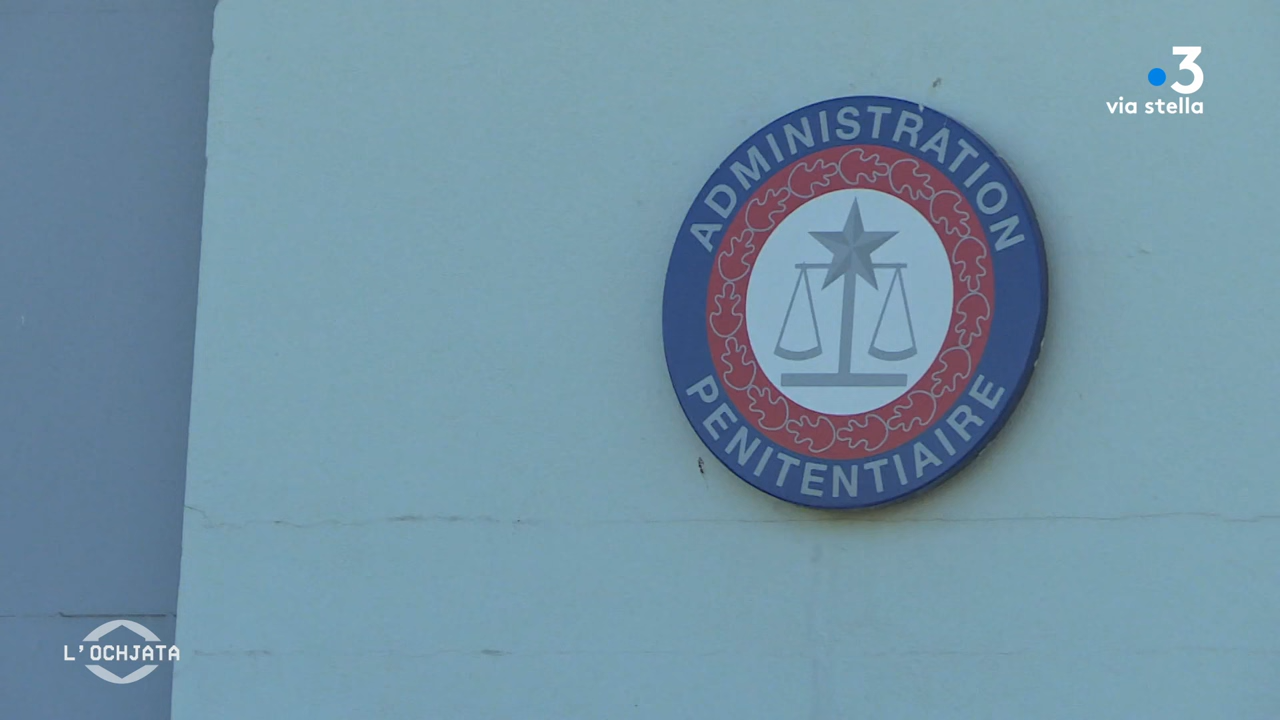 3
via stella
ADMINISTRATION
PENITENTIAIRE
L'OCHJATA